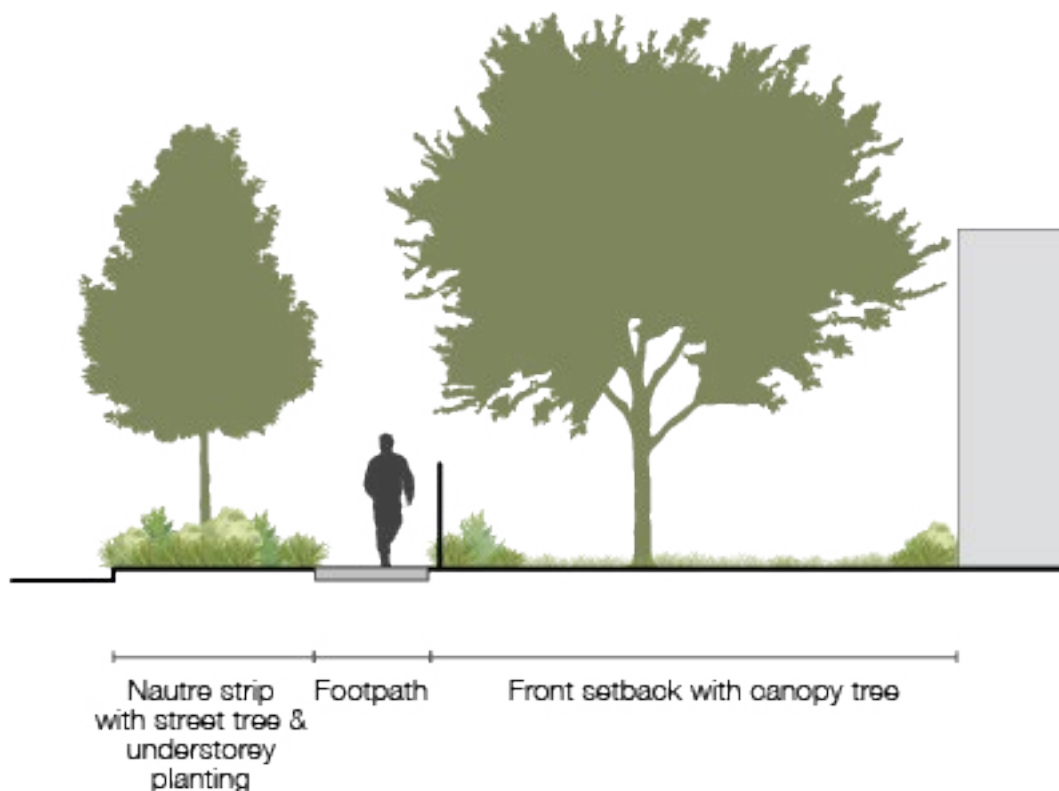 Nautre strip
with street tree &
understorey
planting
Footpath
Front setback with canopy tree